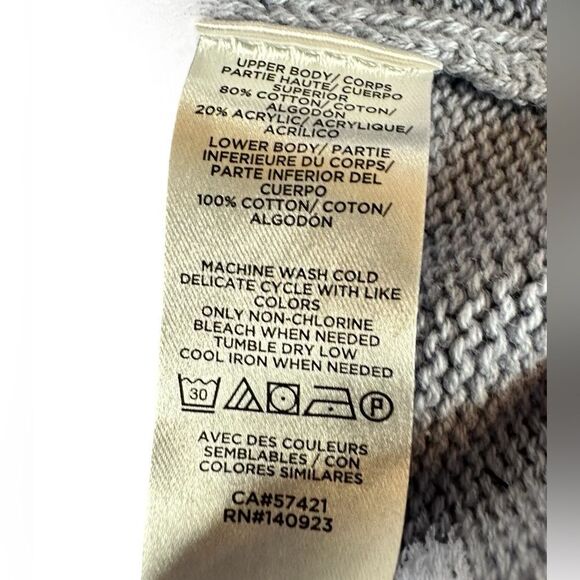 UPPER BODY/ CORPS
PARTIE HAUTE/ CUERPO
SUPERIOR
80% COTTON/ COTON/
ALGODÓN
20% ACRYLIC/ ACRYLIQUE/
ACRÍLICO
LOWER BODY/ PARTIE
INFERIEURE DU CORPS/
PARTE INFERIOR DEL
CUERPO
100% COTTON/ COTON/
ALGODÓN
MACHINE WASH COLD
DELICATE CYCLE WITH LIKE
COLORS
ONLY NON-CHLORINE
BLEACH WHEN NEEDED
TUMBLE DRY LOW
COOL IRON WHEN NEEDED
30 P
AVEC DES COULEURS
SEMBLABLES / CON
COLORES SIMILARES
CA#57421
RN#140923